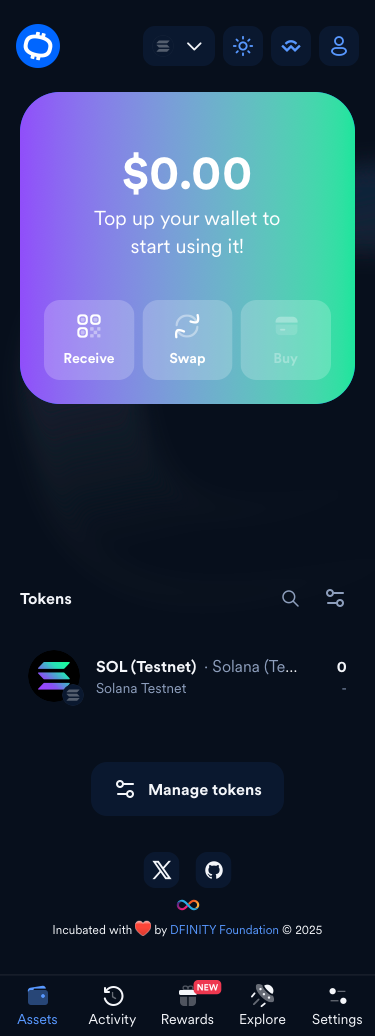 $0.00
Top up your wallet to
start using it!
Receive
Swap
Buy
Tokens
SOL (Testnet) · Solana (Te... 0
Solana Testnet -
Manage tokens
Incubated with ❤️ by DFINITY Foundation © 2025
NEW
Assets Activity Rewards Explore Settings